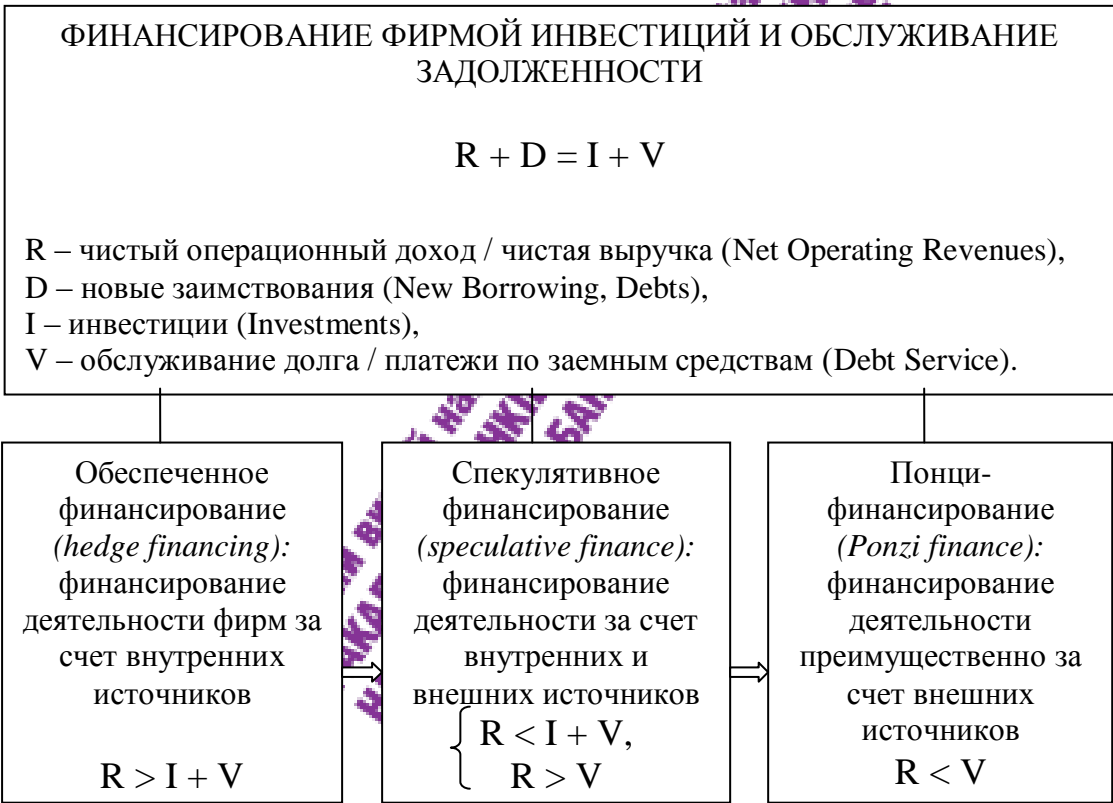 ФИНАНСИРОВАНИЕ ФИРМОЙ ИНВЕСТИЦИЙ И ОБСЛУЖИВАНИЕ
ЗАДОЛЖЕННОСТИ
R + D = I + V
R – чистый операционный доход / чистая выручка (Net Operating Revenues),
D – новые заимствования (New Borrowing, Debts),
I – инвестиции (Investments),
V – обслуживание долга / платежи по заемным средствам (Debt Service).
Обеспеченное
финансирование
(hedge financing):
финансирование
деятельности фирм за
счет внутренних
источников
R > I + V
Спекулятивное
финансирование
(speculative finance):
финансирование
деятельности за счет
внутренних и
внешних источников
R < I + V,
R > V
Понци-
финансирование
(Ponzi finance):
финансирование
деятельности
преимущественно за
счет внешних
источников
R < V